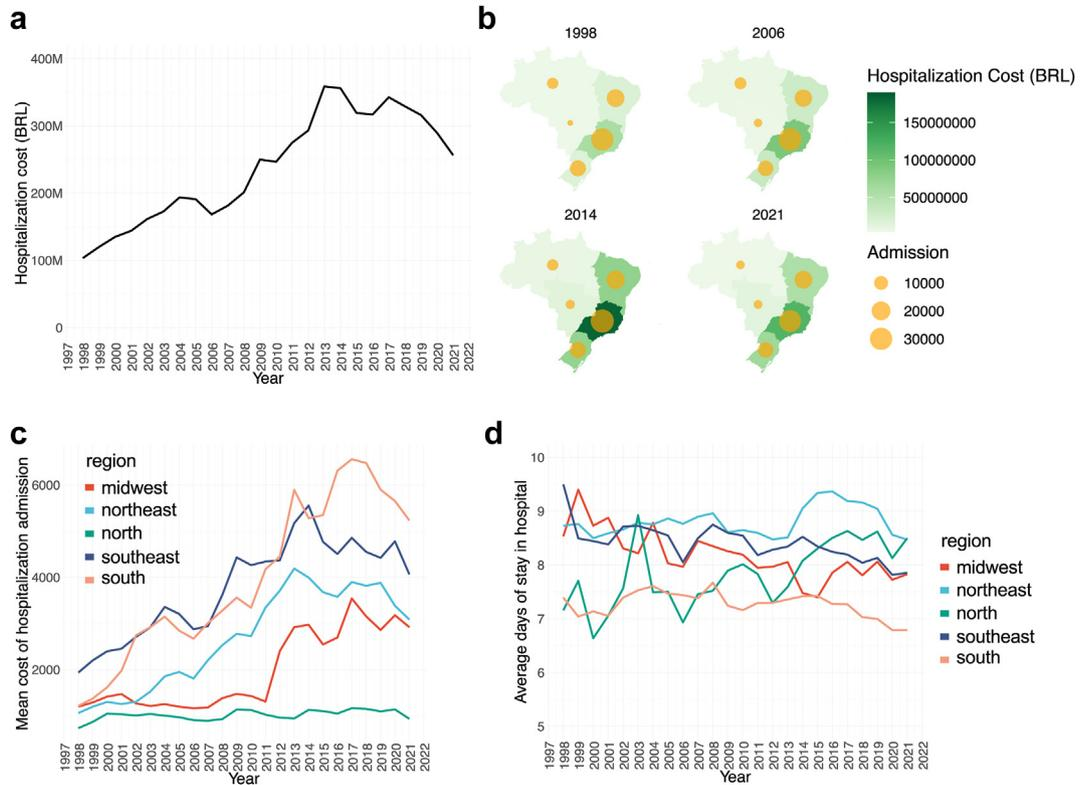 a
400M
300M
200M
100M
0
Hospitalization cost (BRL)
1997 1998 1999 2000 2001 2002 2003 2004 2005 2006 2007 2008 2009 2010 2011 2012 2013 2014 2015 2016 2017 2018 2019 2020 2021 2022
Year
b
1998 2006
2014 2021
Hospitalization Cost (BRL)
150000000
100000000
50000000
Admission
10000
20000
30000
c
region
midwest
northeast
north
southeast
south
6000
4000
2000
Mean cost of hospitalization admission
1997 1998 1999 2000 2001 2002 2003 2004 2005 2006 2007 2008 2009 2010 2011 2012 2013 2014 2015 2016 2017 2018 2019 2020 2021 2022
Year
d
10
9
8
7
6
5
Average days of stay in hospital
1997 1998 1999 2000 2001 2002 2003 2004 2005 2006 2007 2008 2009 2010 2011 2012 2013 2014 2015 2016 2017 2018 2019 2020 2021 2022
Year
region
midwest
northeast
north
southeast
south